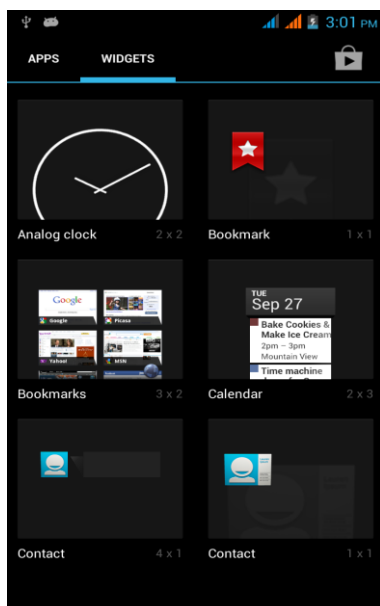 3:01 PM
APPS WIDGETS
Analog clock 2 x 2
Bookmark 1 x 1
Google
Google
Picasa
Yahoo!
MSN
Bookmarks 3 x 2
TUE
Sep 27
Bake Cookies &
Make Ice Cream
2pm – 3pm
Mountain View
Time machine
Calendar 2 x 3
Contact 4 x 1
Contact 1 x 1